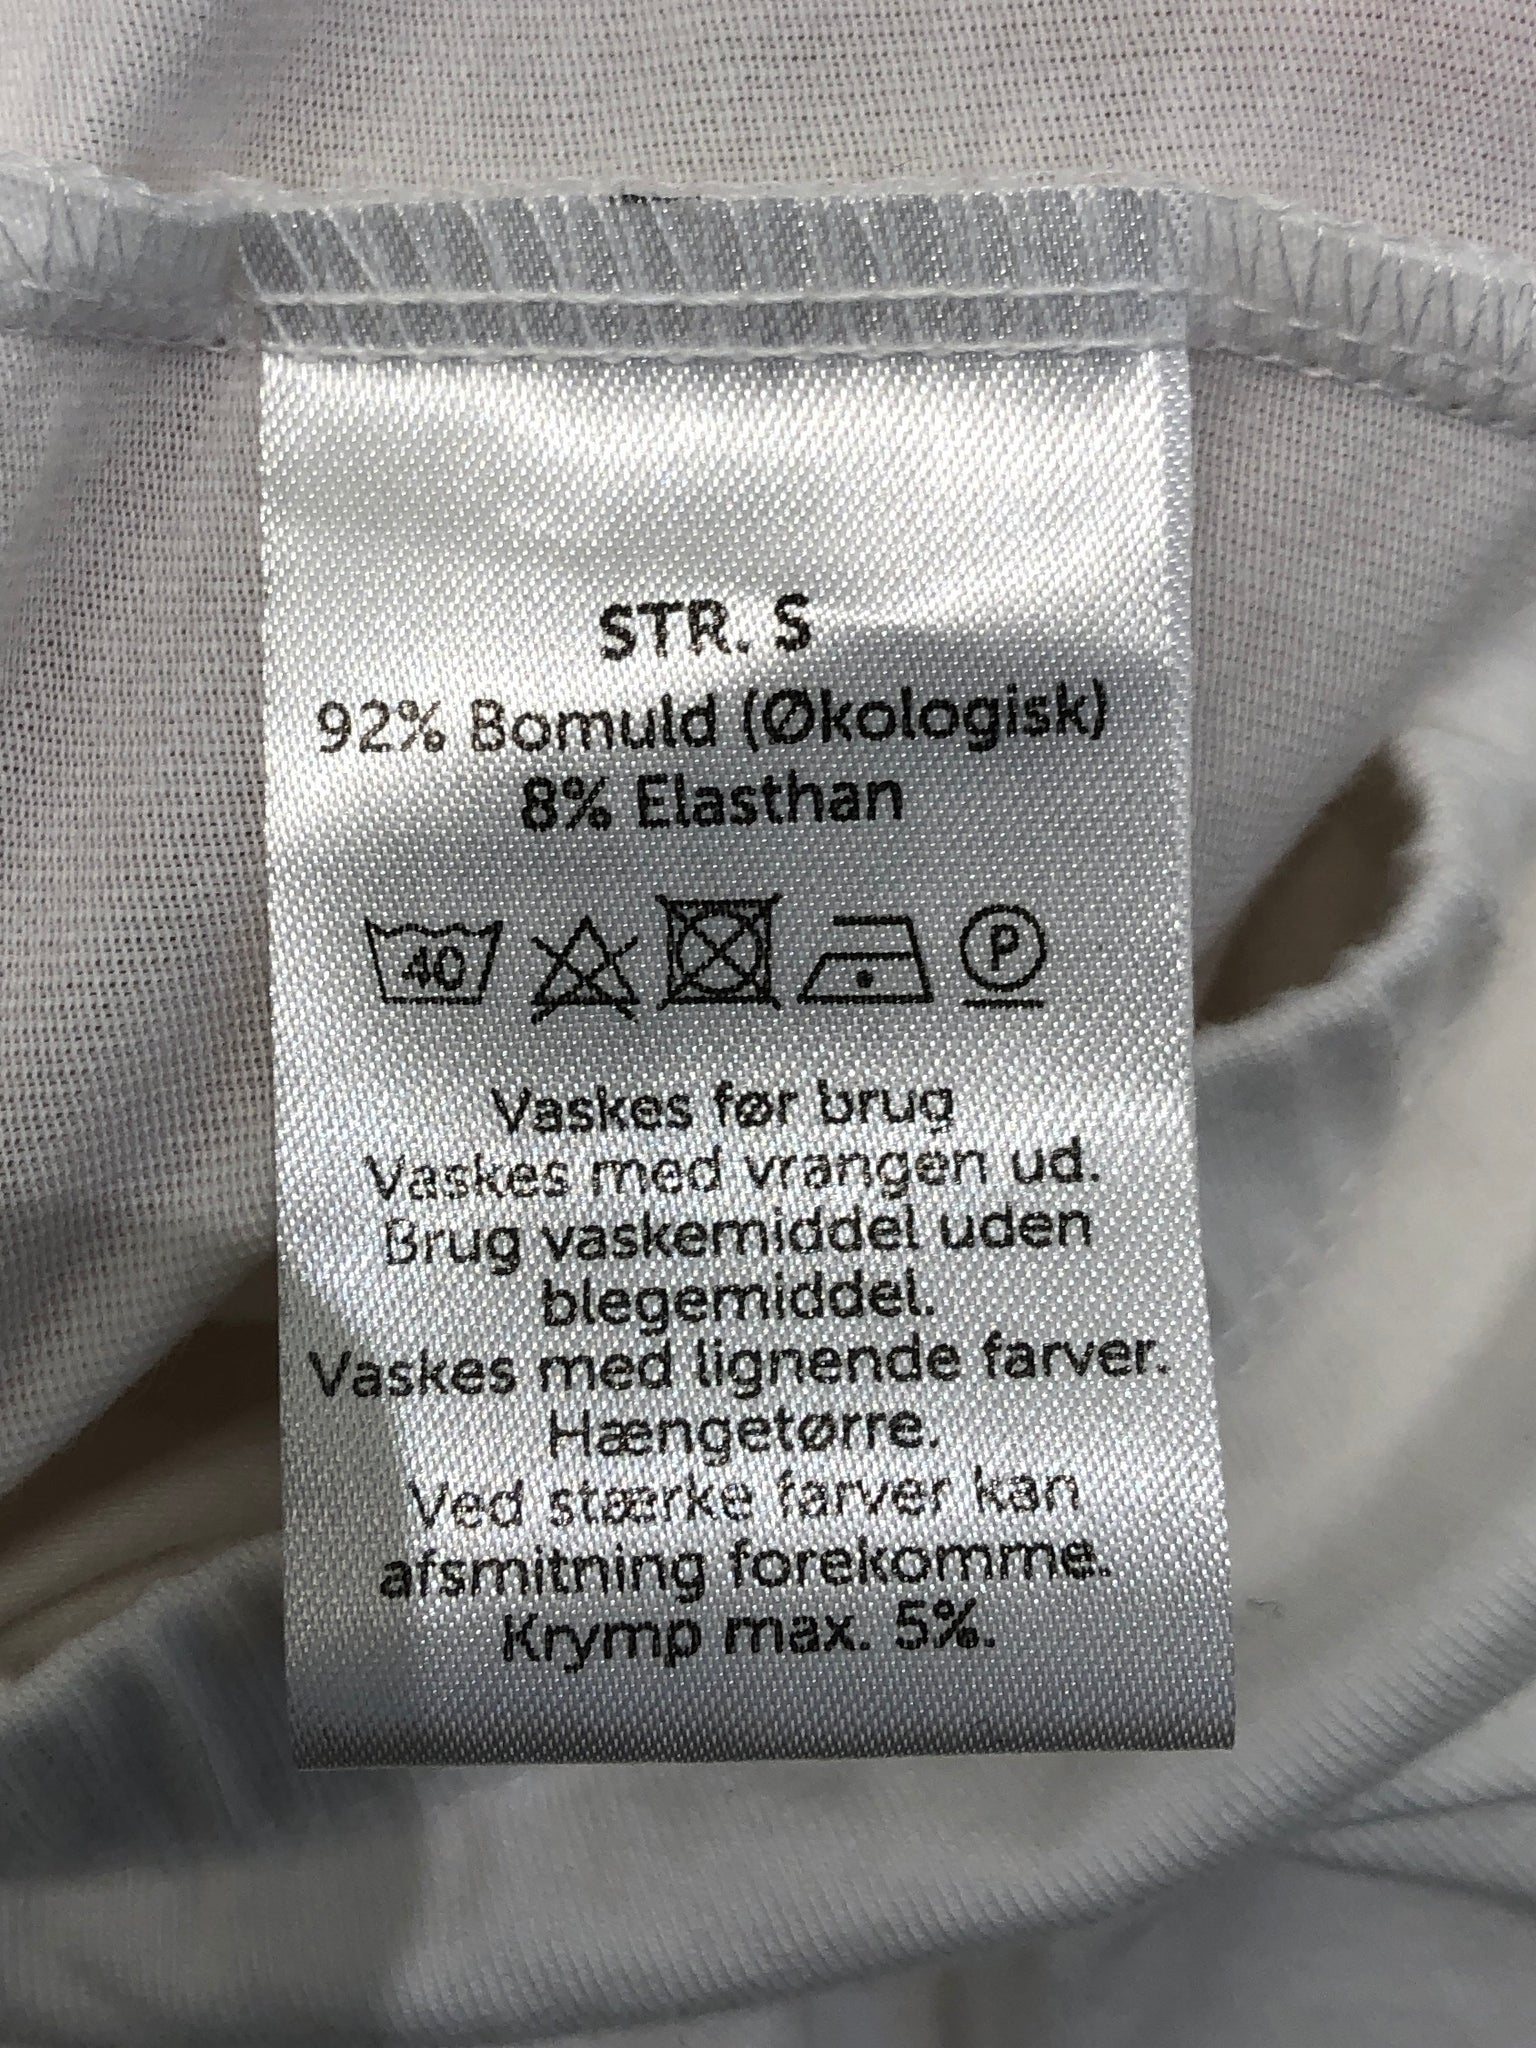 STR. S
92% Bomuld (Økologisk)
8% Elasthan
40 P
Vaskes før brug
Vaskes med vrangen ud.
Brug vaskemiddel uden
blegemiddel.
Vaskes med lignende farver.
Hængetørre.
Ved stærke farver kan
afsmitning forekomme.
Krymp max. 5%.